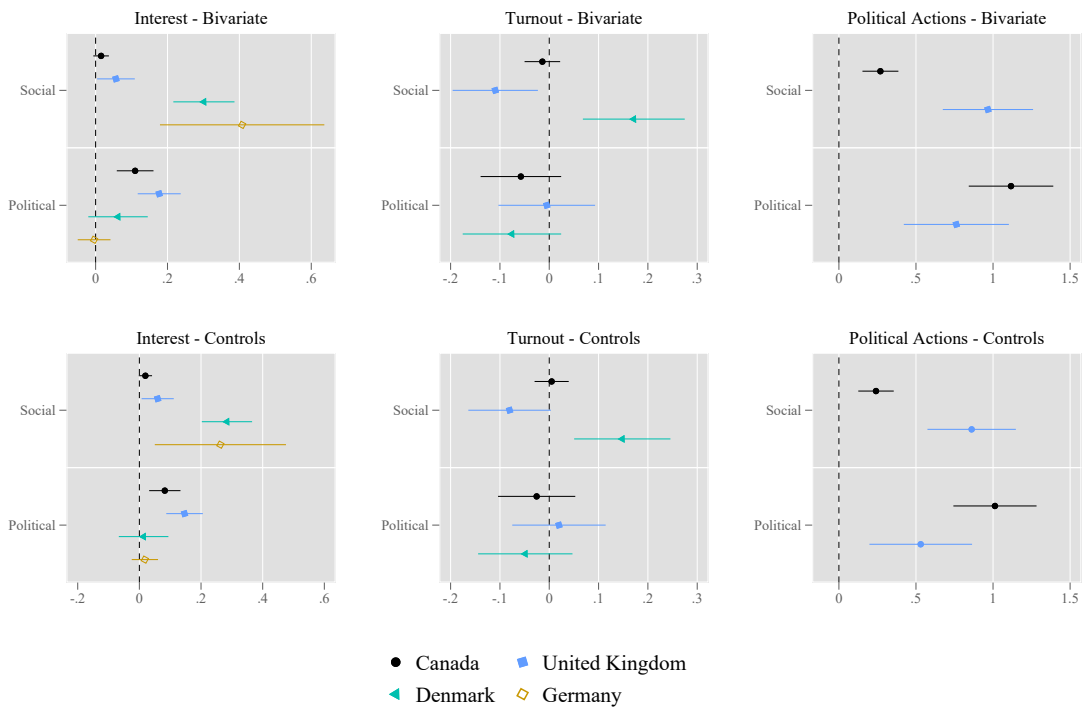 Interest - Bivariate
Turnout - Bivariate
Political Actions - Bivariate
Social
Social
Social
Political
Political
Political
0 .2 .4 .6
-.2 -.1 0 .1 .2 .3
0 .5 1 1.5
Interest - Controls
Turnout - Controls
Political Actions - Controls
Social
Social
Social
Political
Political
Political
-.2 0 .2 .4 .6
-.2 -.1 0 .1 .2 .3
0 .5 1 1.5
Canada United Kingdom
Denmark Germany